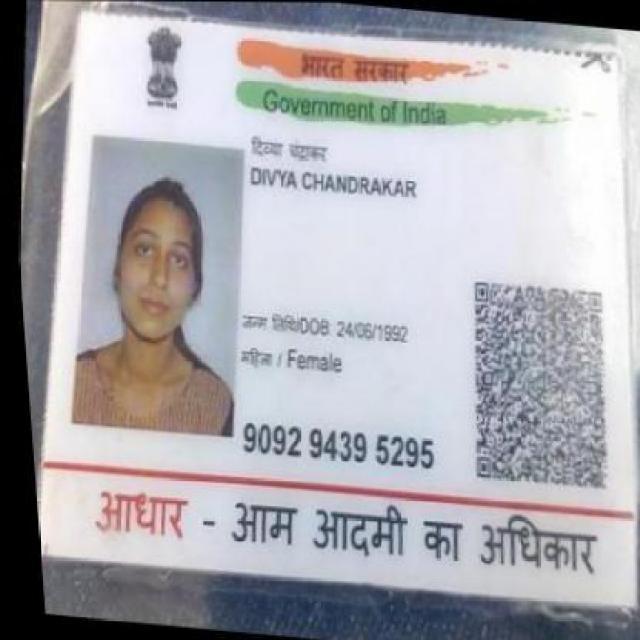 भारत सरकार
Government of India
दिव्या चंद्राकर
DIVYA CHANDRAKAR
जन्म तिथि/DOB: 24/06/1992
महिला / Female
9092 9439 5295
आधार - आम आदमी का अधिकार